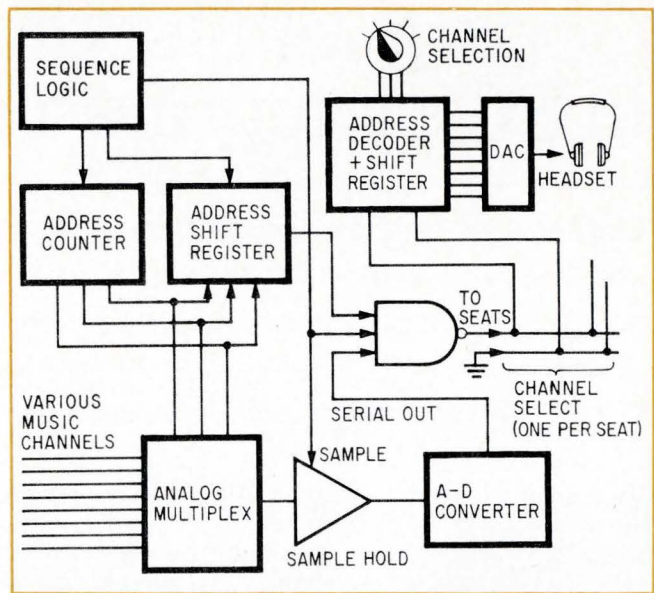 SEQUENCE
LOGIC
CHANNEL
SELECTION
ADDRESS
DECODER
+ SHIFT
REGISTER
DAC
HEADSET
ADDRESS
COUNTER
ADDRESS
SHIFT
REGISTER
TO
SEATS
SERIAL OUT
CHANNEL
SELECT
(ONE PER SEAT)
VARIOUS
MUSIC
CHANNELS
ANALOG
MULTIPLEX
SAMPLE
SAMPLE HOLD
A-D
CONVERTER